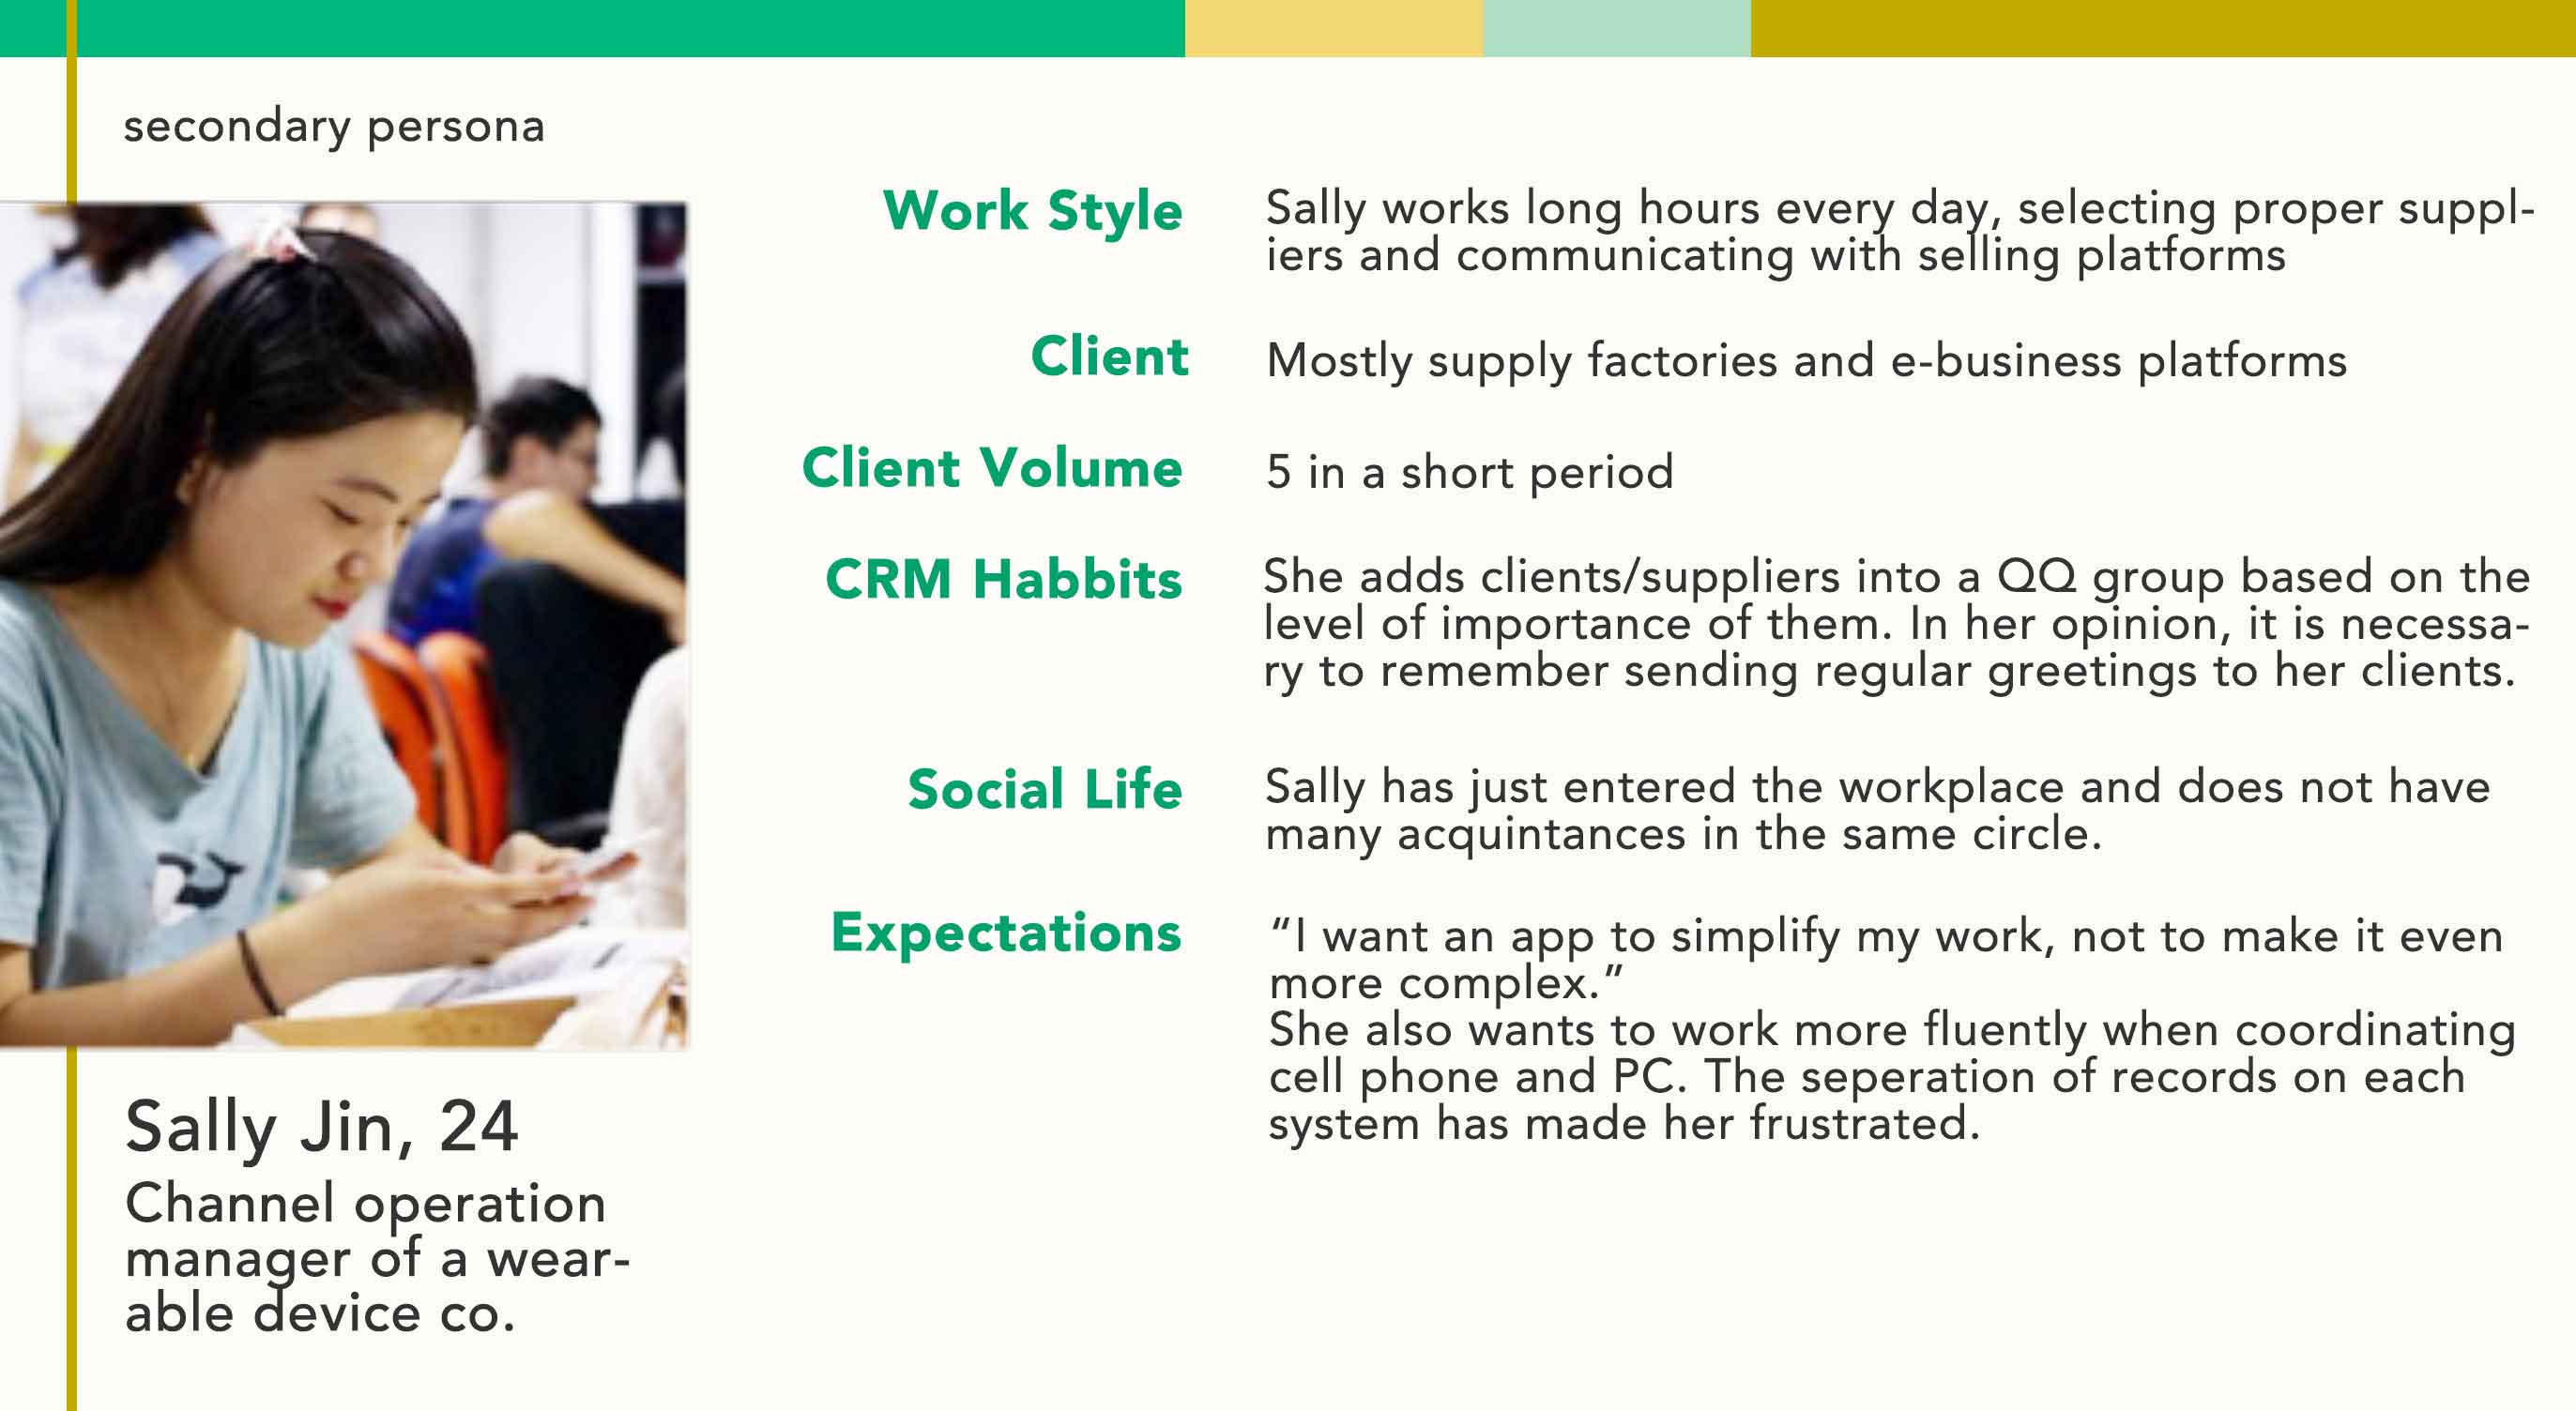 secondary persona
Work Style
Sally works long hours every day, selecting proper suppl-
iers and communicating with selling platforms
Client
Mostly supply factories and e-business platforms
Client Volume
5 in a short period
CRM Habbits
She adds clients/suppliers into a QQ group based on the
level of importance of them. In her opinion, it is necessa-
ry to remember sending regular greetings to her clients.
Social Life
Sally has just entered the workplace and does not have
many acquintances in the same circle.
Expectations
“I want an app to simplify my work, not to make it even
more complex.”
She also wants to work more fluently when coordinating
cell phone and PC. The seperation of records on each
system has made her frustrated.
Sally Jin, 24
Channel operation
manager of a wear-
able device co.